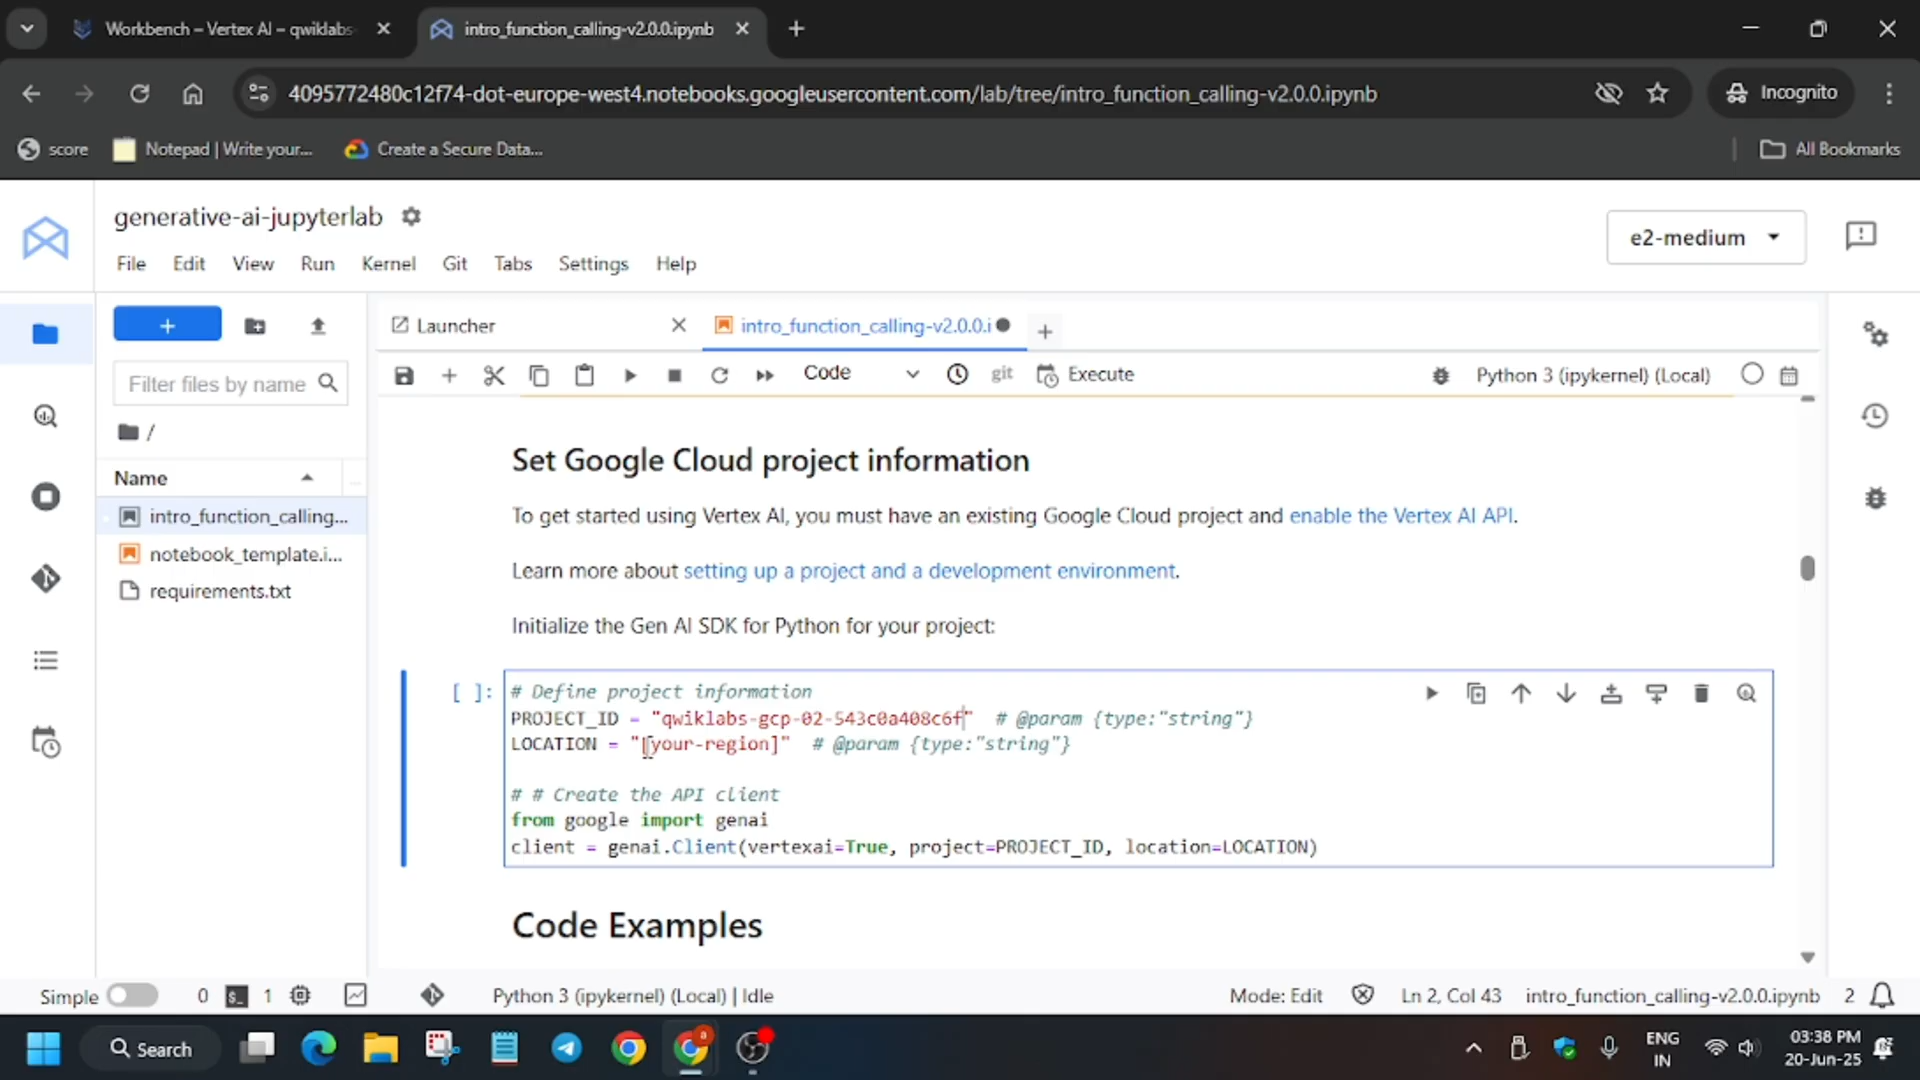 Workbench – Vertex AI – qwiklabs-
intro_function_calling-v2.0.0.ipynb
4095772480c12f74-dot-europe-west4.notebooks.googleusercontent.com/lab/tree/intro_function_calling-v2.0.0.ipynb
Incognito
score
Notepad | Write your...
Create a Secure Data...
All Bookmarks
generative-ai-jupyterlab
e2-medium
File Edit View Run Kernel Git Tabs Settings Help
Launcher
intro_function_calling-v2.0.0.i
Filter files by name
Code
git
Execute
Python 3 (ipykernel) (Local)
/
Name
intro_function_calling...
notebook_template.i...
requirements.txt
Set Google Cloud project information
To get started using Vertex AI, you must have an existing Google Cloud project and enable the Vertex AI API.
Learn more about setting up a project and a development environment.
Initialize the Gen AI SDK for Python for your project:
[ ]:
# Define project information
PROJECT_ID = "qwiklabs-gcp-02-543c0a408c6f" # @param {type:"string"}
LOCATION = "[your-region]" # @param {type:"string"}
# # Create the API client
from google import genai
client = genai.Client(vertexai=True, project=PROJECT_ID, location=LOCATION)
Code Examples
Simple 0 $_ 1 Python 3 (ipykernel) (Local) | Idle Mode: Edit Ln 2, Col 43 intro_function_calling-v2.0.0.ipynb 2
Search
ENG
IN
03:38 PM
20-Jun-25